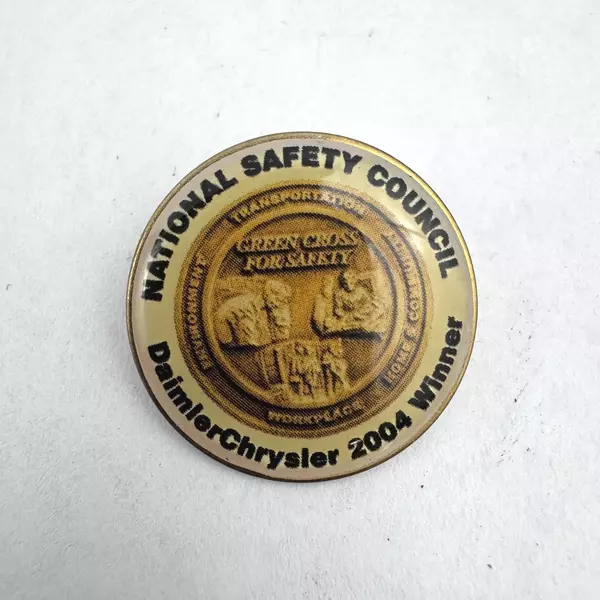 NATIONAL SAFETY COUNCIL
TRANSPORTATION
GREEN CROSS
FOR SAFETY
ENVIRONMENT
HOME & COMMUNITY
WORKPLACE
DaimlerChrysler 2004 Winner